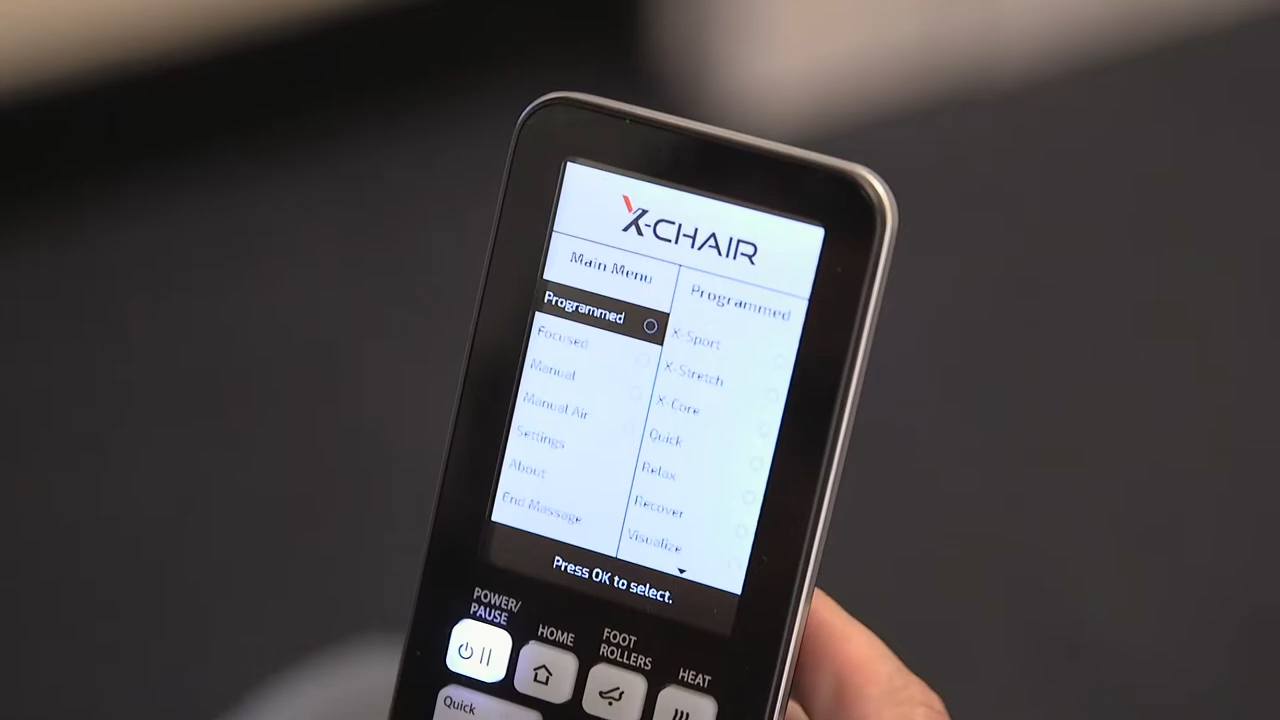 X-CHAIR
Main Menu
Programmed
Focused
Manual
Manual Air
Settings
About
End Massage
Programmed
X-Sport
X-Stretch
X-Core
Quick
Relax
Recover
Visualize
Press OK to select.
POWER/
PAUSE
HOME
FOOT
ROLLERS
HEAT
Quick